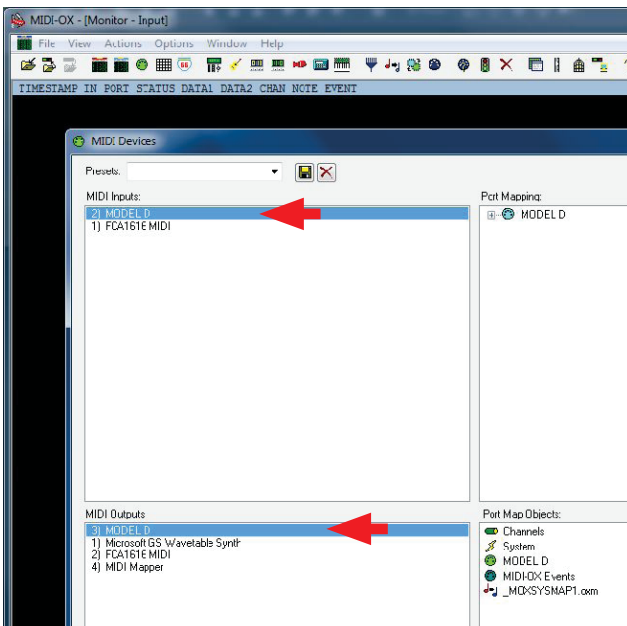 MIDI-OX - [Monitor - Input]
File View Actions Options Window Help
TIMESTAMP IN PORT STATUS DATA1 DATA2 CHAN NOTE EVENT
MIDI Devices
Presets:
MIDI Inputs:
2) MODEL D
1) FCA1616 MIDI
Port Mapping:
MODEL D
MIDI Outputs
3) MODEL D
1) Microsoft GS Wavetable Synth
2) FCA1616 MIDI
4) MIDI Mapper
Port Map Objects:
Channels
System
MODEL D
MIDI-OX Events
_MOXSYSMAP1.oxm